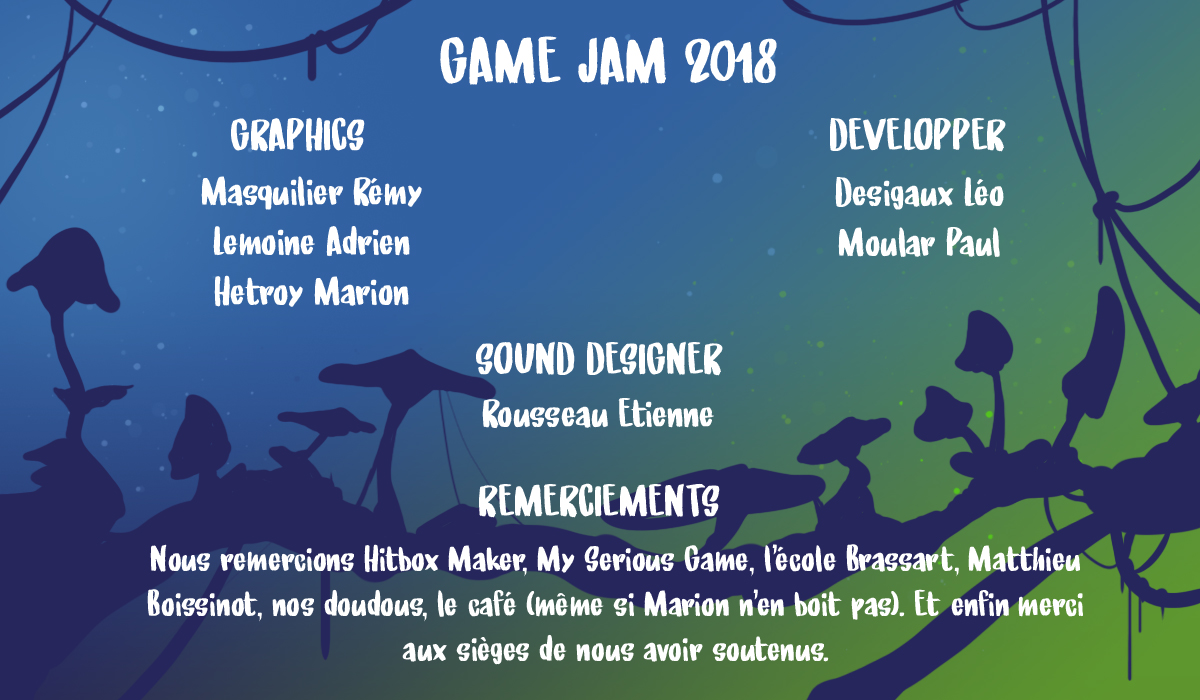 GAME JAM 2018
GRAPHICS
Masquilier Rémy
Lemoine Adrien
Hetroy Marion
DEVELOPPER
Desigaux Léo
Moular Paul
SOUND DESIGNER
Rousseau Etienne
REMERCIEMENTS
Nous remercions Hitbox Maker, My Serious Game, l'école Brassart, Matthieu
Boissinot, nos doudous, le café (même si Marion n'en boit pas). Et enfin merci
aux sièges de nous avoir soutenus.